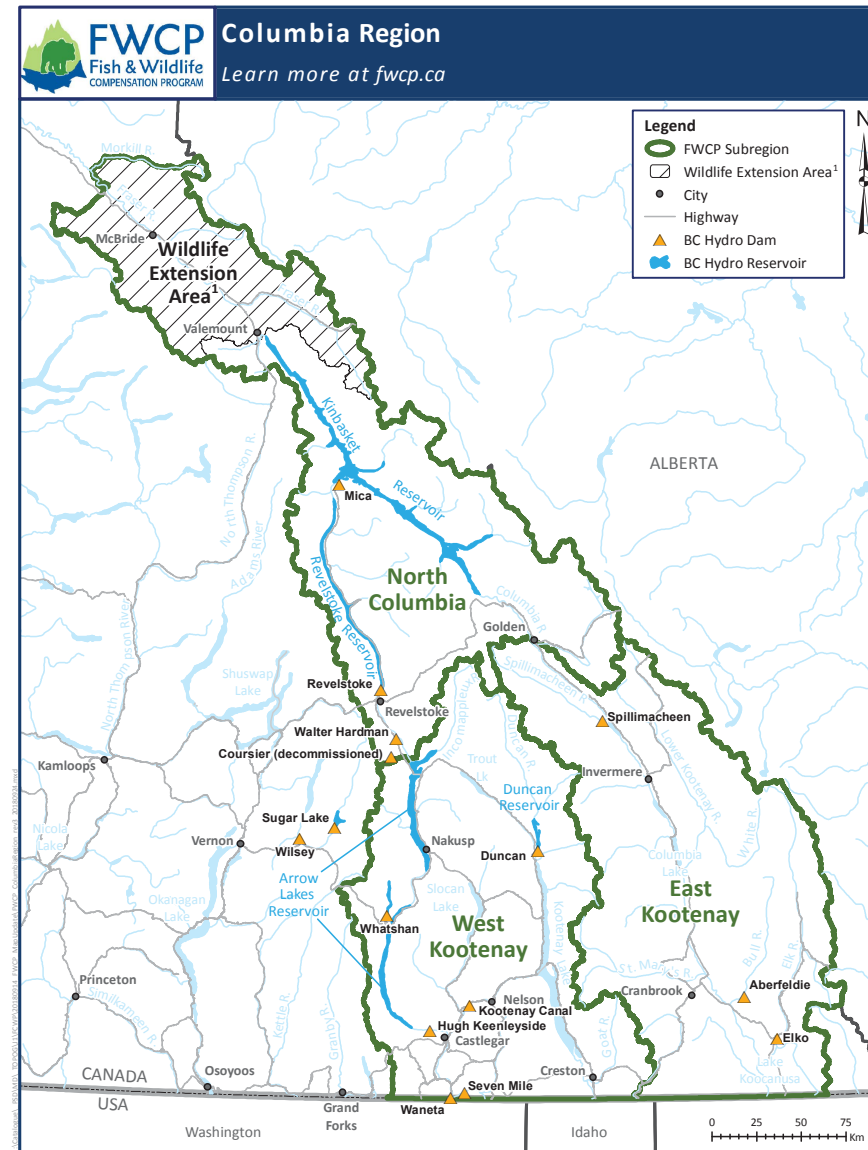 FWCP
Fish & Wildlife
COMPENSATION PROGRAM
Columbia Region
Learn more at fwcp.ca
N
Legend
FWCP Subregion
Wildlife Extension Area¹
City
Highway
BC Hydro Dam
BC Hydro Reservoir
Morkill R.
Fraser R.
McBride
Wildlife
Extension
Area¹
Fraser R.
Valemount
Kinbasket
Reservoir
ALBERTA
North Thompson R.
Mica
Adams River
Revelstoke Reservoir
North
Columbia
Columbia R.
Golden
North Thompson River
Shuswap
Lake
Spillimacheen R.
Revelstoke
Revelstoke
Spillimacheen
Walter Hardman
Coursier (decommissioned)
Duncan R.
Trout
Lk
Lower Kootenay R.
Kamloops
Invermere
Duncan
Reservoir
White R.
Nicola
Lake
Sugar Lake
Vernon
Wilsey
Nakusp
Duncan
Columbia
Lake
Okanagan
Lake
Arrow
Lakes
Reservoir
Slocan
Lake
East
Kootenay
Whatshan
West
Kootenay
Kootenay Lake
Bull R.
Elk R.
St. Mary's R.
Princeton
Similkameen R.
Kettle R.
Granby R.
Nelson
Kootenay Canal
Cranbrook
Aberfeldie
Hugh Keenleyside
Castlegar
Goat R.
Elko
Lake
Koocanusa
CANADA
USA
Osoyoos
Creston
Grand
Forks
Seven Mile
Waneta
Washington
Idaho
0 25 50 75
Km